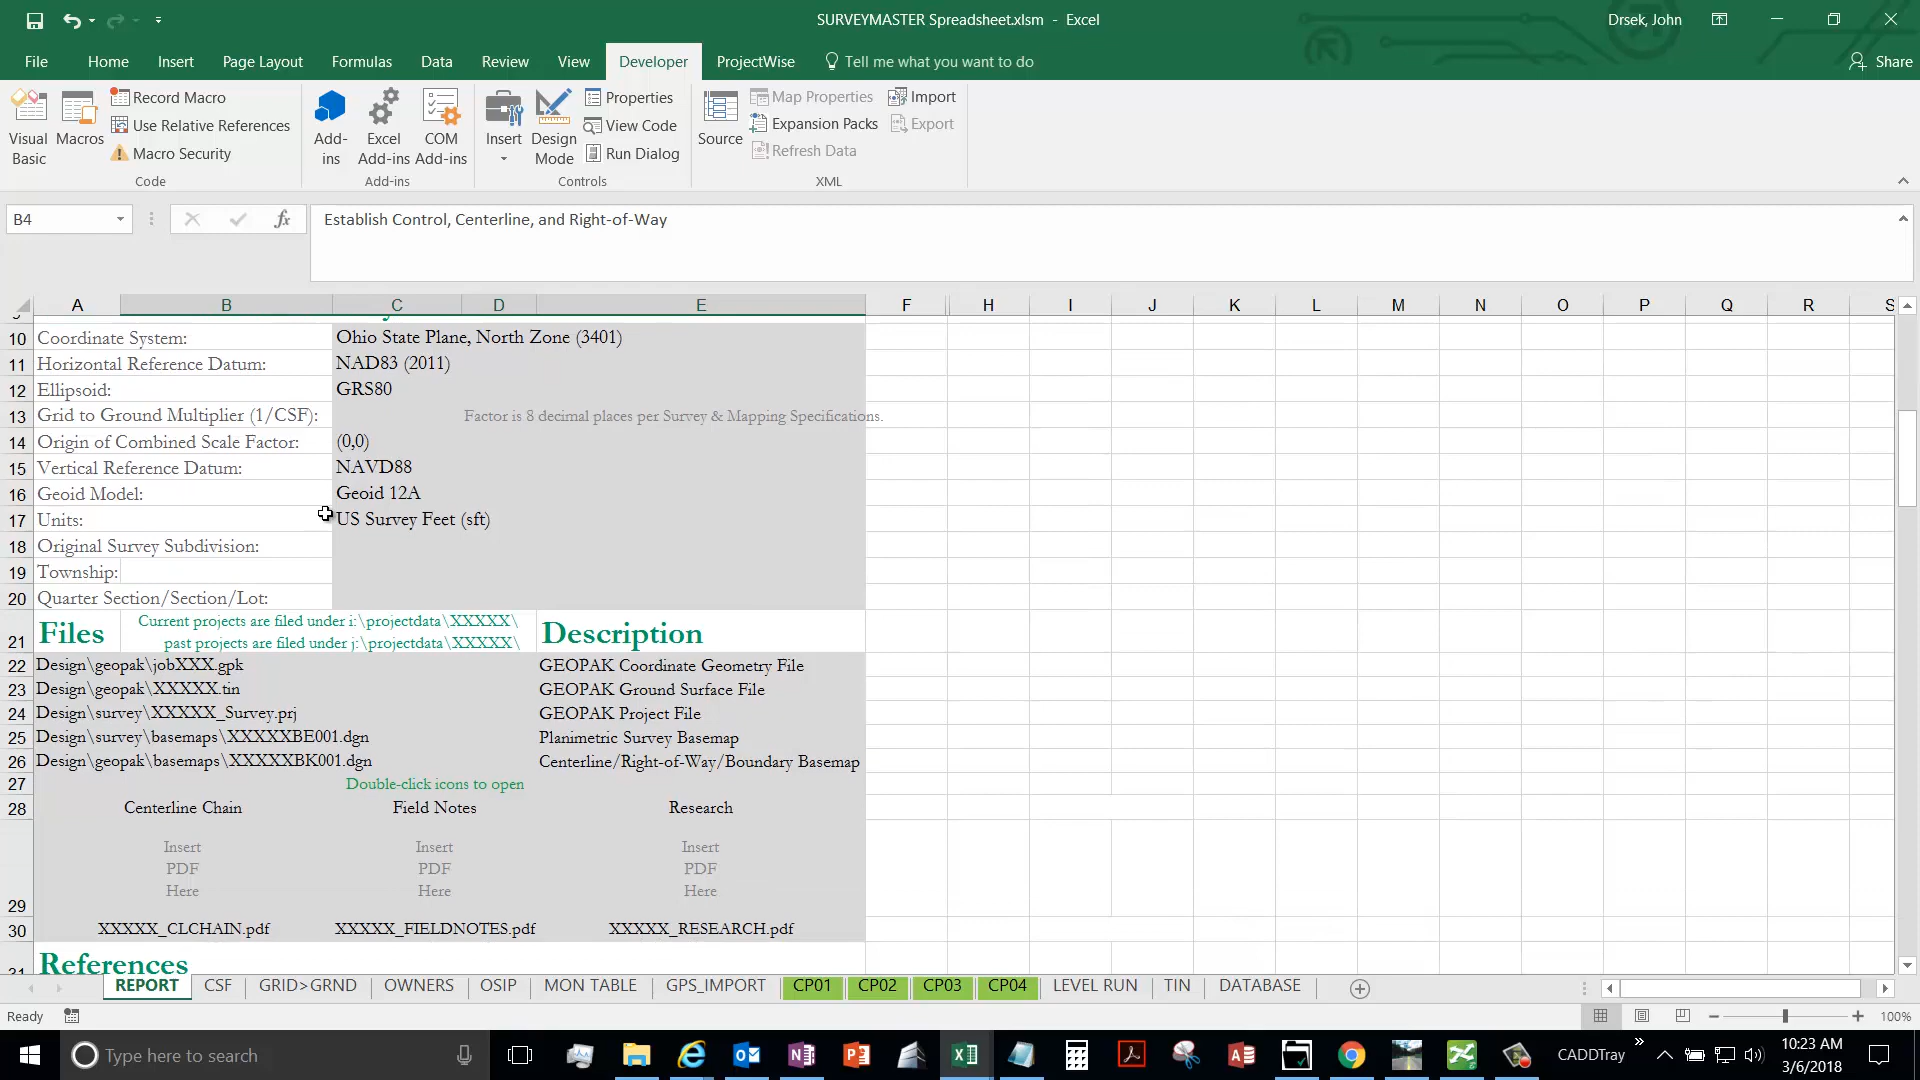 SURVEYMASTER Spreadsheet.xlsm - Excel
Drsek, John
File Home Insert Page Layout Formulas Data Review View Developer ProjectWise Tell me what you want to do Share
Visual Basic
Macros
Record Macro
Use Relative References
Macro Security
Code
Add-ins
Excel Add-ins
COM Add-ins
Add-ins
Insert
Design Mode
Properties
View Code
Run Dialog
Controls
Source
Map Properties
Expansion Packs
Refresh Data
Import
Export
XML
B4
fx
Establish Control, Centerline, and Right-of-Way
A B C D E F H I J K L M N O P Q R S
10 Coordinate System: Ohio State Plane, North Zone (3401)
11 Horizontal Reference Datum: NAD83 (2011)
12 Ellipsoid: GRS80
13 Grid to Ground Multiplier (1/CSF): Factor is 8 decimal places per Survey & Mapping Specifications.
14 Origin of Combined Scale Factor: (0,0)
15 Vertical Reference Datum: NAVD88
16 Geoid Model: Geoid 12A
17 Units: US Survey Feet (sft)
18 Original Survey Subdivision:
19 Township:
20 Quarter Section/Section/Lot:
21 Files Current projects are filed under i:\projectdata\XXXXX\
past projects are filed under j:\projectdata\XXXXX\
Description
22 Design\geopak\jobXXX.gpk GEOPAK Coordinate Geometry File
23 Design\geopak\XXXXX.tin GEOPAK Ground Surface File
24 Design\survey\XXXXX_Survey.prj GEOPAK Project File
25 Design\survey\basemaps\XXXXXBE001.dgn Planimetric Survey Basemap
26 Design\geopak\basemaps\XXXXXBK001.dgn Centerline/Right-of-Way/Boundary Basemap
27 Double-click icons to open
28 Centerline Chain Field Notes Research
Insert Insert Insert
PDF PDF PDF
Here Here Here
29
30 XXXXX_CLCHAIN.pdf XXXXX_FIELDNOTES.pdf XXXXX_RESEARCH.pdf
31 References
REPORT CSF GRID>GRND OWNERS OSIP MON TABLE GPS_IMPORT CP01 CP02 CP03 CP04 LEVEL RUN TIN DATABASE
Ready
100%
Type here to search
CADDTray
10:23 AM
3/6/2018